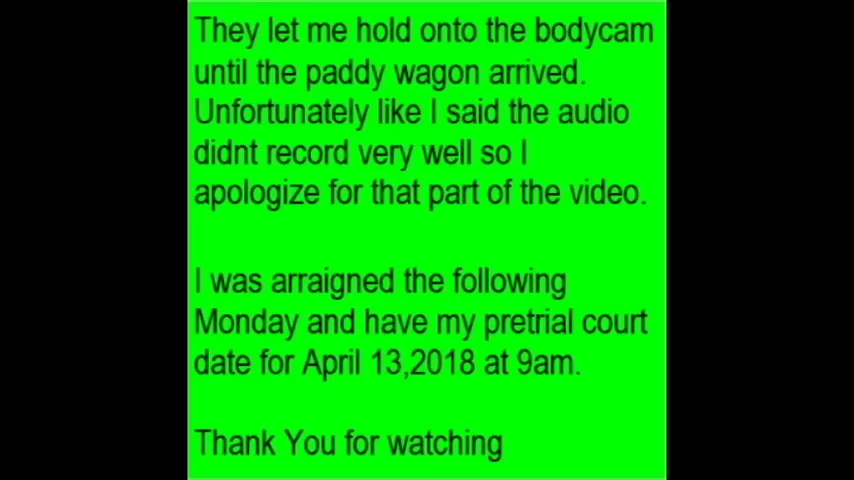 They let me hold onto the bodycam
until the paddy wagon arrived.
Unfortunately like I said the audio
didnt record very well so I
apologize for that part of the video.
I was arraigned the following
Monday and have my pretrial court
date for April 13,2018 at 9am.
Thank You for watching